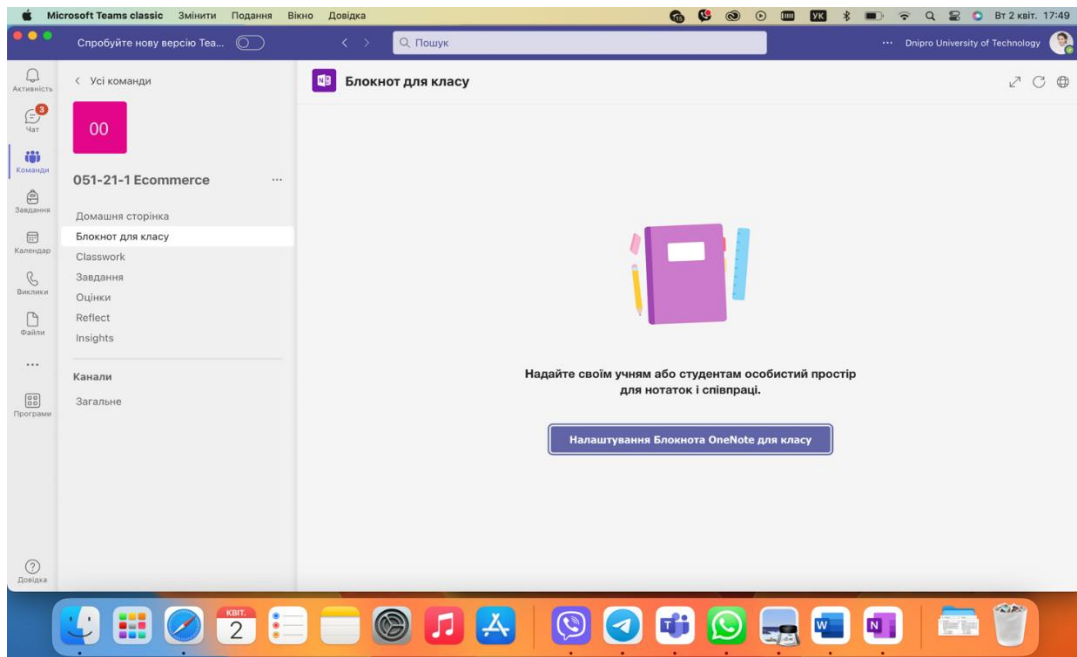 Microsoft Teams classic Змінити Подання Вікно Довідка УК Вт 2 квіт. 17:49
Спробуйте нову версію Tea... Пошук ... Dnipro University of Technology
Активність
3
Чат
Команди
Завдання
Календар
Виклики
Файли
...
Програми
Довідка
Усі команди
00
051-21-1 Ecommerce ...
Домашня сторінка
Блокнот для класу
Classwork
Завдання
Оцінки
Reflect
Insights
Канали
Загальне
N Блокнот для класу
Надайте своїм учням або студентам особистий простір
для нотаток і співпраці.
Налаштування Блокнота OneNote для класу
КВІТ.
2
T
W
N